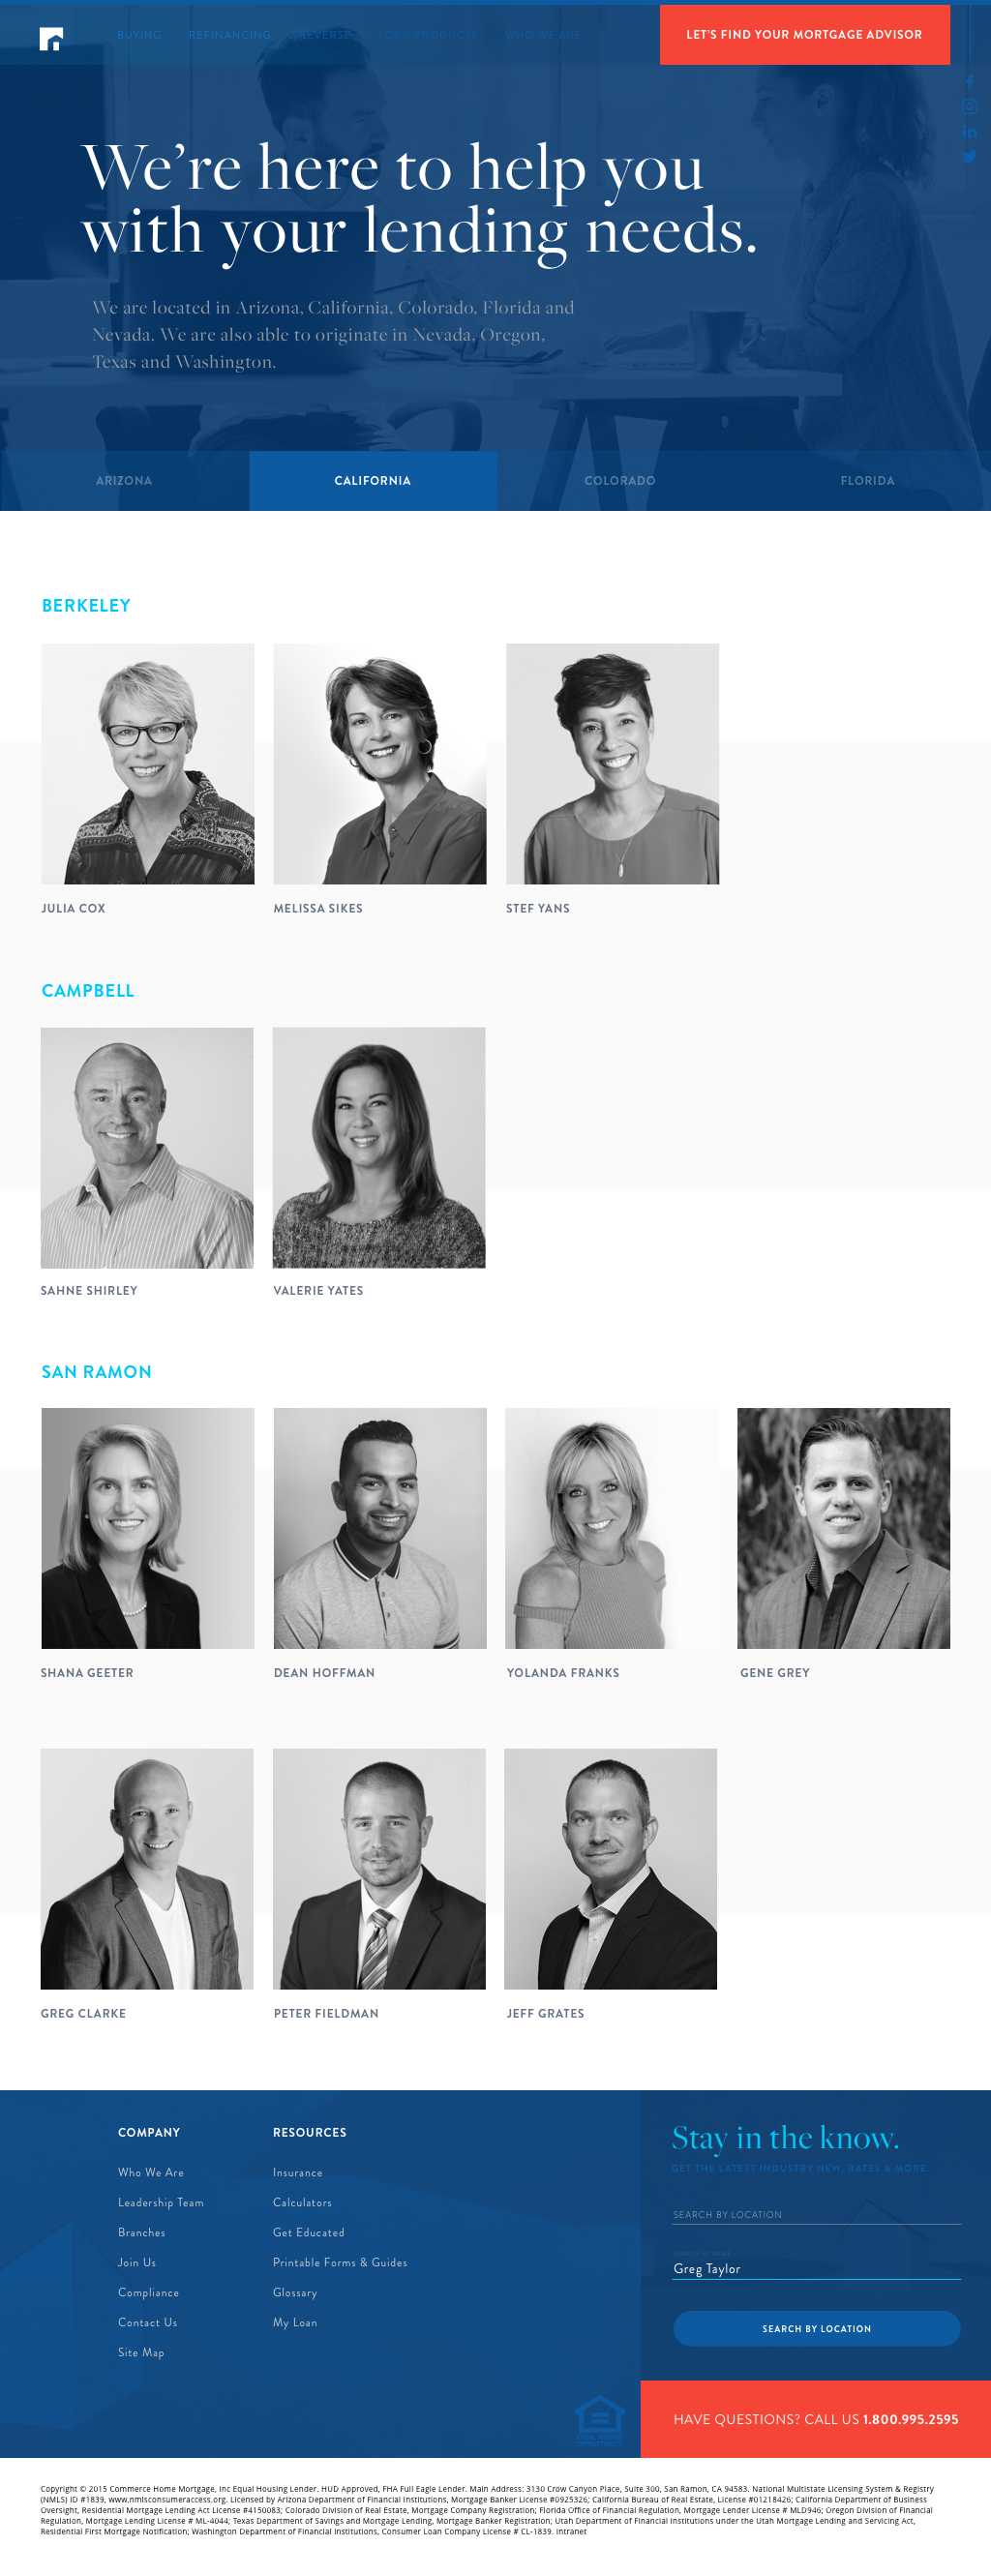 BUYING REFINANCING REVERSE LOAN PRODUCTS WHO WE ARE
LET'S FIND YOUR MORTGAGE ADVISOR
We're here to help you
with your lending needs.
We are located in Arizona, California, Colorado, Florida and
Nevada. We are also able to originate in Nevada, Oregon,
Texas and Washington.
ARIZONA CALIFORNIA COLORADO FLORIDA
BERKELEY
JULIA COX MELISSA SIKES STEF YANS
CAMPBELL
SAHNE SHIRLEY VALERIE YATES
SAN RAMON
SHANA GEETER DEAN HOFFMAN YOLANDA FRANKS GENE GREY
GREG CLARKE PETER FIELDMAN JEFF GRATES
COMPANY
Who We Are
Leadership Team
Branches
Join Us
Compliance
Contact Us
Site Map
RESOURCES
Insurance
Calculators
Get Educated
Printable Forms & Guides
Glossary
My Loan
EQUAL HOUSING
OPPORTUNITY
Stay in the know.
GET THE LATEST INDUSTRY NEW, RATES & MORE.
SEARCH BY LOCATION
SEARCH BY NAME
Greg Taylor
SEARCH BY LOCATION
HAVE QUESTIONS? CALL US 1.800.995.2595
Copyright © 2015 Commerce Home Mortgage, Inc Equal Housing Lender. HUD Approved, FHA Full Eagle Lender. Main Address: 3130 Crow Canyon Place, Suite 300, San Ramon, CA 94583. National Multistate Licensing System & Registry
(NMLS) ID #1839, www.nmlsconsumeraccess.org. Licensed by Arizona Department of Financial Institutions, Mortgage Banker License #0925326; California Bureau of Real Estate, License #01218426; California Department of Business
Oversight, Residential Mortgage Lending Act License #4150083; Colorado Division of Real Estate, Mortgage Company Registration; Florida Office of Financial Regulation, Mortgage Lender License # MLD946; Oregon Division of Financial
Regulation, Mortgage Lending License # ML-4044; Texas Department of Savings and Mortgage Lending, Mortgage Banker Registration; Utah Department of Financial Institutions under the Utah Mortgage Lending and Servicing Act,
Residential First Mortgage Notification; Washington Department of Financial Institutions, Consumer Loan Company License # CL-1839. Intranet